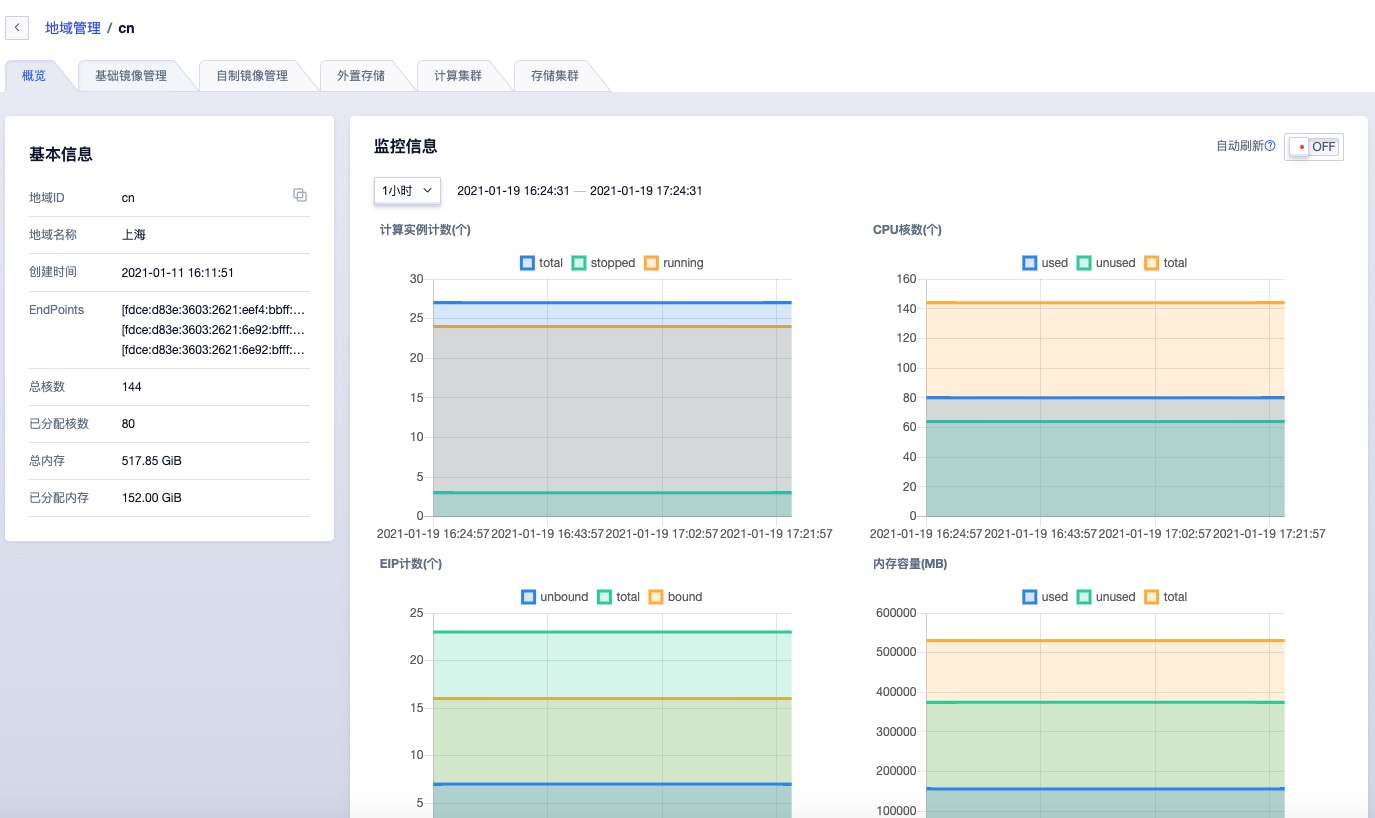 地域管理 / cn
概览 基础镜像管理 自制镜像管理 外置存储 计算集群 存储集群
基本信息
地域ID cn
地域名称 上海
创建时间 2021-01-11 16:11:51
EndPoints [fdce:d83e:3603:2621:eef4:bbff:...
[fdce:d83e:3603:2621:6e92:bfff:...
[fdce:d83e:3603:2621:6e92:bfff:...
总核数 144
已分配核数 80
总内存 517.85 GiB
已分配内存 152.00 GiB
监控信息
自动刷新 OFF
1小时 2021-01-19 16:24:31 — 2021-01-19 17:24:31
计算实例计数(个)
total stopped running
30
25
20
15
10
5
0
2021-01-19 16:24:57 2021-01-19 16:43:57 2021-01-19 17:02:57 2021-01-19 17:21:57
CPU核数(个)
used unused total
160
140
120
100
80
60
40
20
0
2021-01-19 16:24:57 2021-01-19 16:43:57 2021-01-19 17:02:57 2021-01-19 17:21:57
EIP计数(个)
unbound total bound
25
20
15
10
5
内存容量(MB)
used unused total
600000
500000
400000
300000
200000
100000